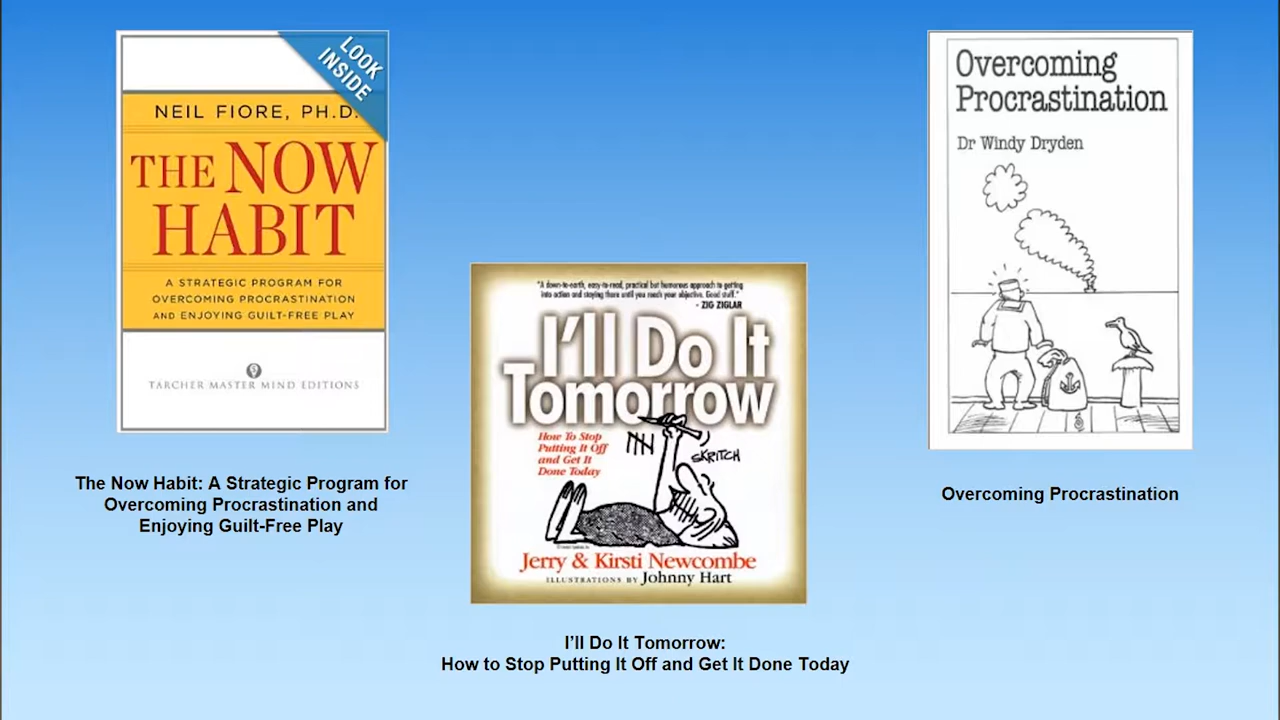 LOOK
INSIDE
NEIL FIORE, PH.D.
THE NOW
HABIT
A STRATEGIC PROGRAM FOR
OVERCOMING PROCRASTINATION
AND ENJOYING GUILT-FREE PLAY
TARCHER MASTER MIND EDITIONS
The Now Habit: A Strategic Program for
Overcoming Procrastination and
Enjoying Guilt-Free Play
"A down-to-earth, easy-to-read, practical but humorous approach to getting
into action and staying there until you reach your objective. Good stuff."
- ZIG ZIGLAR
I'll Do It
Tomorrow
How To Stop
Putting It Off
and Get It
Done Today
SKRITCH
Jerry & Kirsti Newcombe
ILLUSTRATIONS BY Johnny Hart
I’ll Do It Tomorrow:
How to Stop Putting It Off and Get It Done Today
Overcoming
Procrastination
Dr Windy Dryden
Overcoming Procrastination